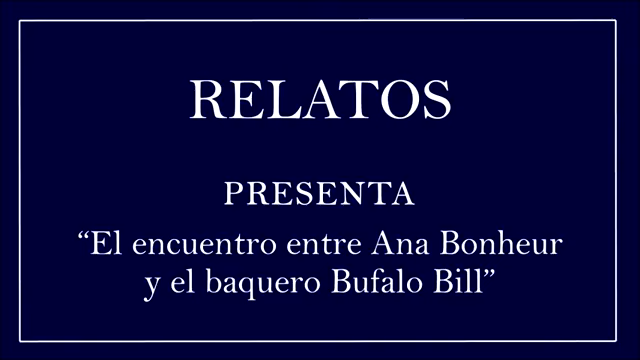 RELATOS
PRESENTA
“El encuentro entre Ana Bonheur
y el baquero Bufalo Bill”